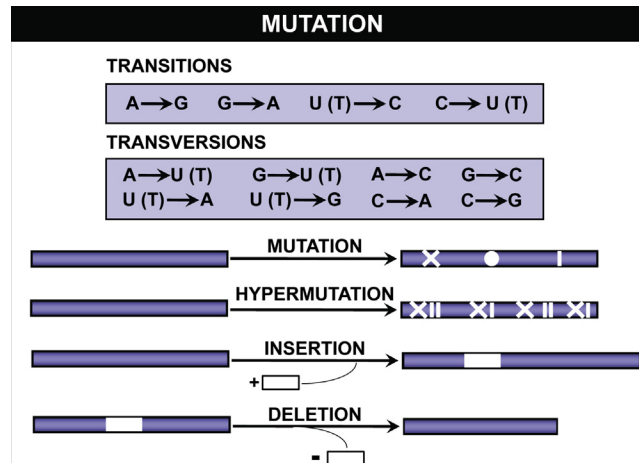 MUTATION
TRANSITIONS
A→G G→A U (T)→C C→U (T)
TRANSVERSIONS
A→U (T) G→U (T) A→C G→C
U (T)→A U (T)→G C→A C→G
MUTATION
HYPERMUTATION
INSERTION
+
DELETION
-